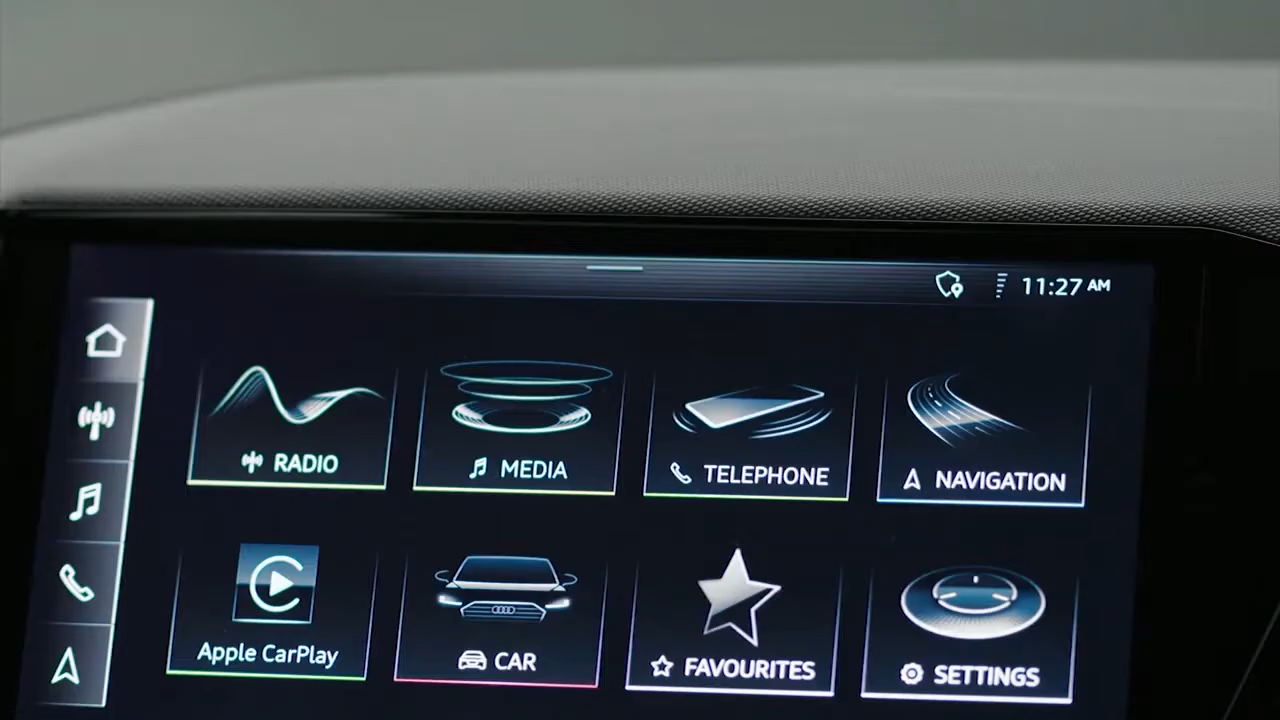 11:27 AM
RADIO
MEDIA
TELEPHONE
NAVIGATION
Apple CarPlay
CAR
FAVOURITES
SETTINGS